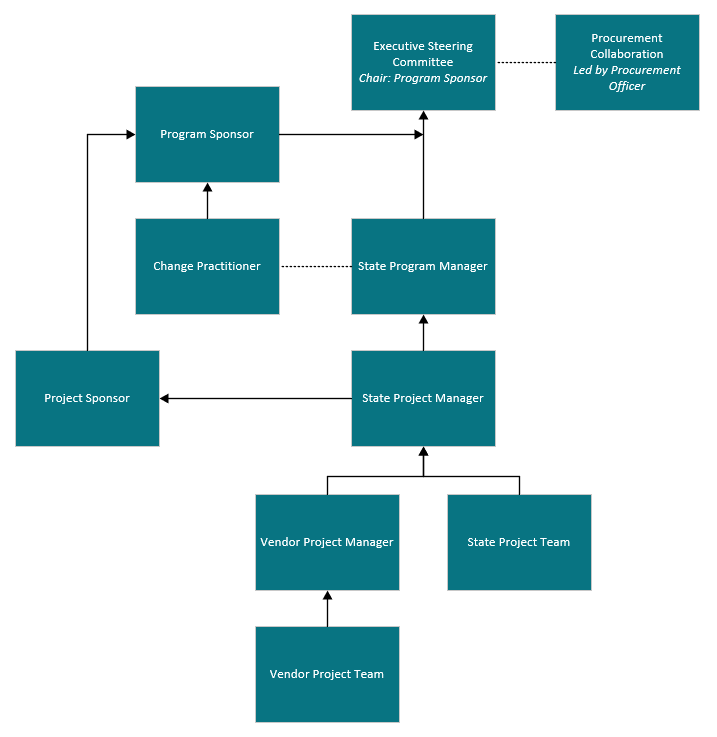 Executive Steering
Committee
Chair: Program Sponsor
Procurement
Collaboration
Led by Procurement
Officer
Program Sponsor
Change Practitioner
State Program Manager
Project Sponsor
State Project Manager
Vendor Project Manager
State Project Team
Vendor Project Team